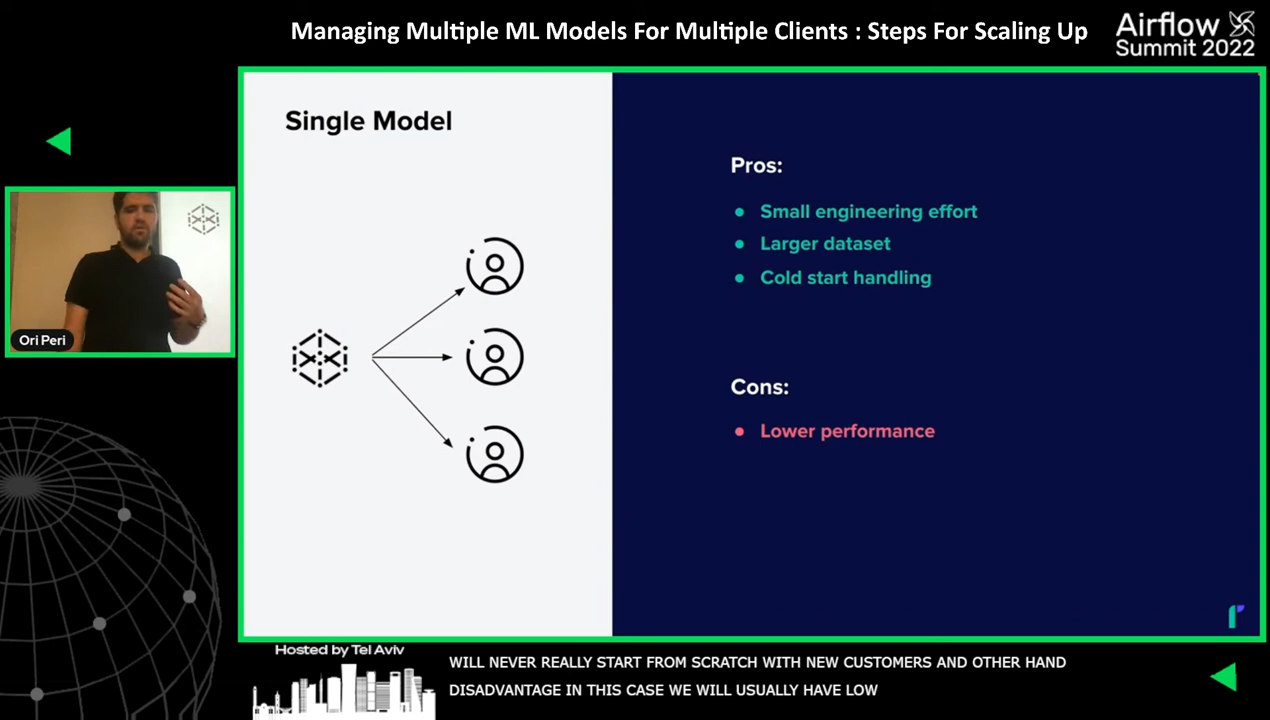 Managing Multiple ML Models For Multiple Clients : Steps For Scaling Up
Airflow
Summit 2022
Single Model
Pros:
Small engineering effort
Larger dataset
Cold start handling
Cons:
Lower performance
Ori Peri
Hosted by Tel Aviv
WILL NEVER REALLY START FROM SCRATCH WITH NEW CUSTOMERS AND OTHER HAND
DISADVANTAGE IN THIS CASE WE WILL USUALLY HAVE LOW